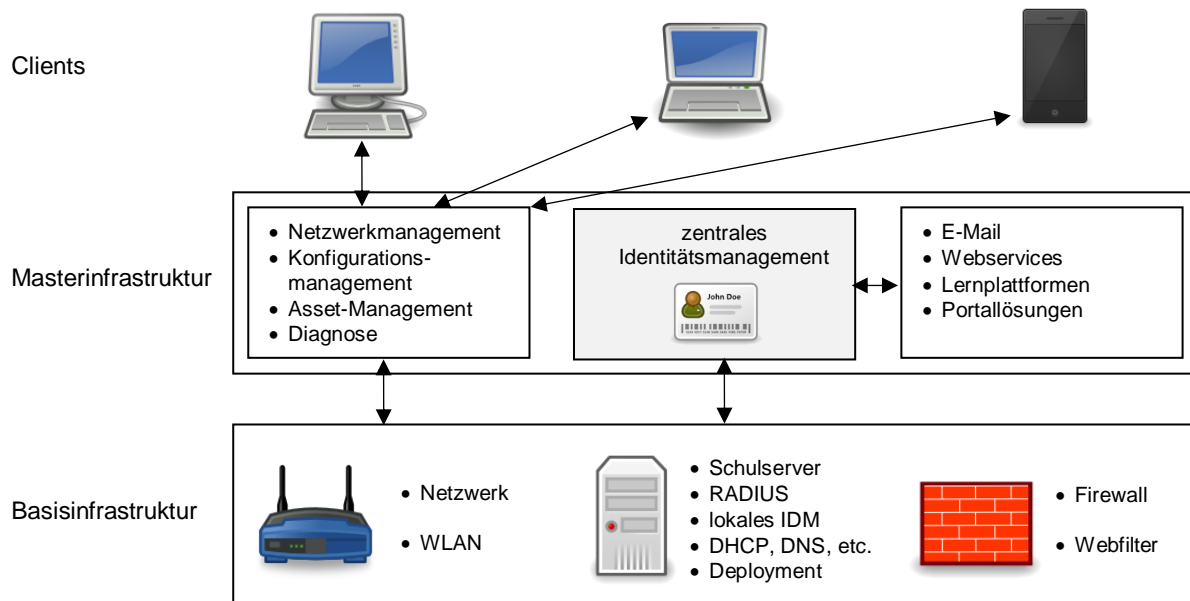 Clients
Masterinfrastruktur
• Netzwerkmanagement
• Konfigurations-
management
• Asset-Management
• Diagnose
zentrales
Identitätsmanagement
John Doe
• E-Mail
• Webservices
• Lernplattformen
• Portallösungen
Basisinfrastruktur
• Netzwerk
• WLAN
• Schulserver
• RADIUS
• lokales IDM
• DHCP, DNS, etc.
• Deployment
• Firewall
• Webfilter